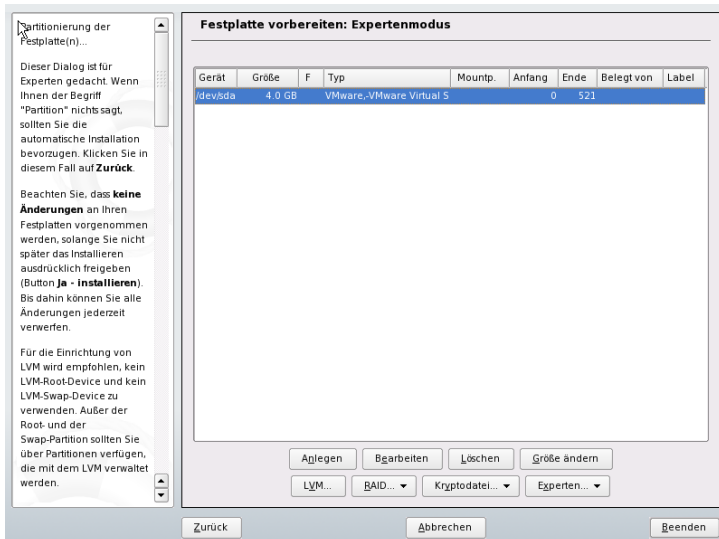 Partitionierung der
Festplatte(n)...
Dieser Dialog ist für
Experten gedacht. Wenn
Ihnen der Begriff
"Partition" nichts sagt,
sollten Sie die
automatische Installation
bevorzugen. Klicken Sie in
diesem Fall auf Zurück.
Beachten Sie, dass keine
Änderungen an Ihren
Festplatten vorgenommen
werden, solange Sie nicht
später das Installieren
ausdrücklich freigeben
(Button Ja - installieren).
Bis dahin können Sie alle
Änderungen jederzeit
verwerfen.
Für die Einrichtung von
LVM wird empfohlen, kein
LVM-Root-Device und kein
LVM-Swap-Device zu
verwenden. Außer der
Root- und der
Swap-Partition sollten Sie
über Partitionen verfügen,
die mit dem LVM verwaltet
werden.
Festplatte vorbereiten: Expertenmodus
Gerät Größe F Typ Mountp. Anfang Ende Belegt von Label
/dev/sda 4.0 GB VMware,-VMware Virtual S 0 521
Anlegen Bearbeiten Löschen Größe ändern
LVM... RAID... Kryptodatei... Experten...
Zurück Abbrechen Beenden